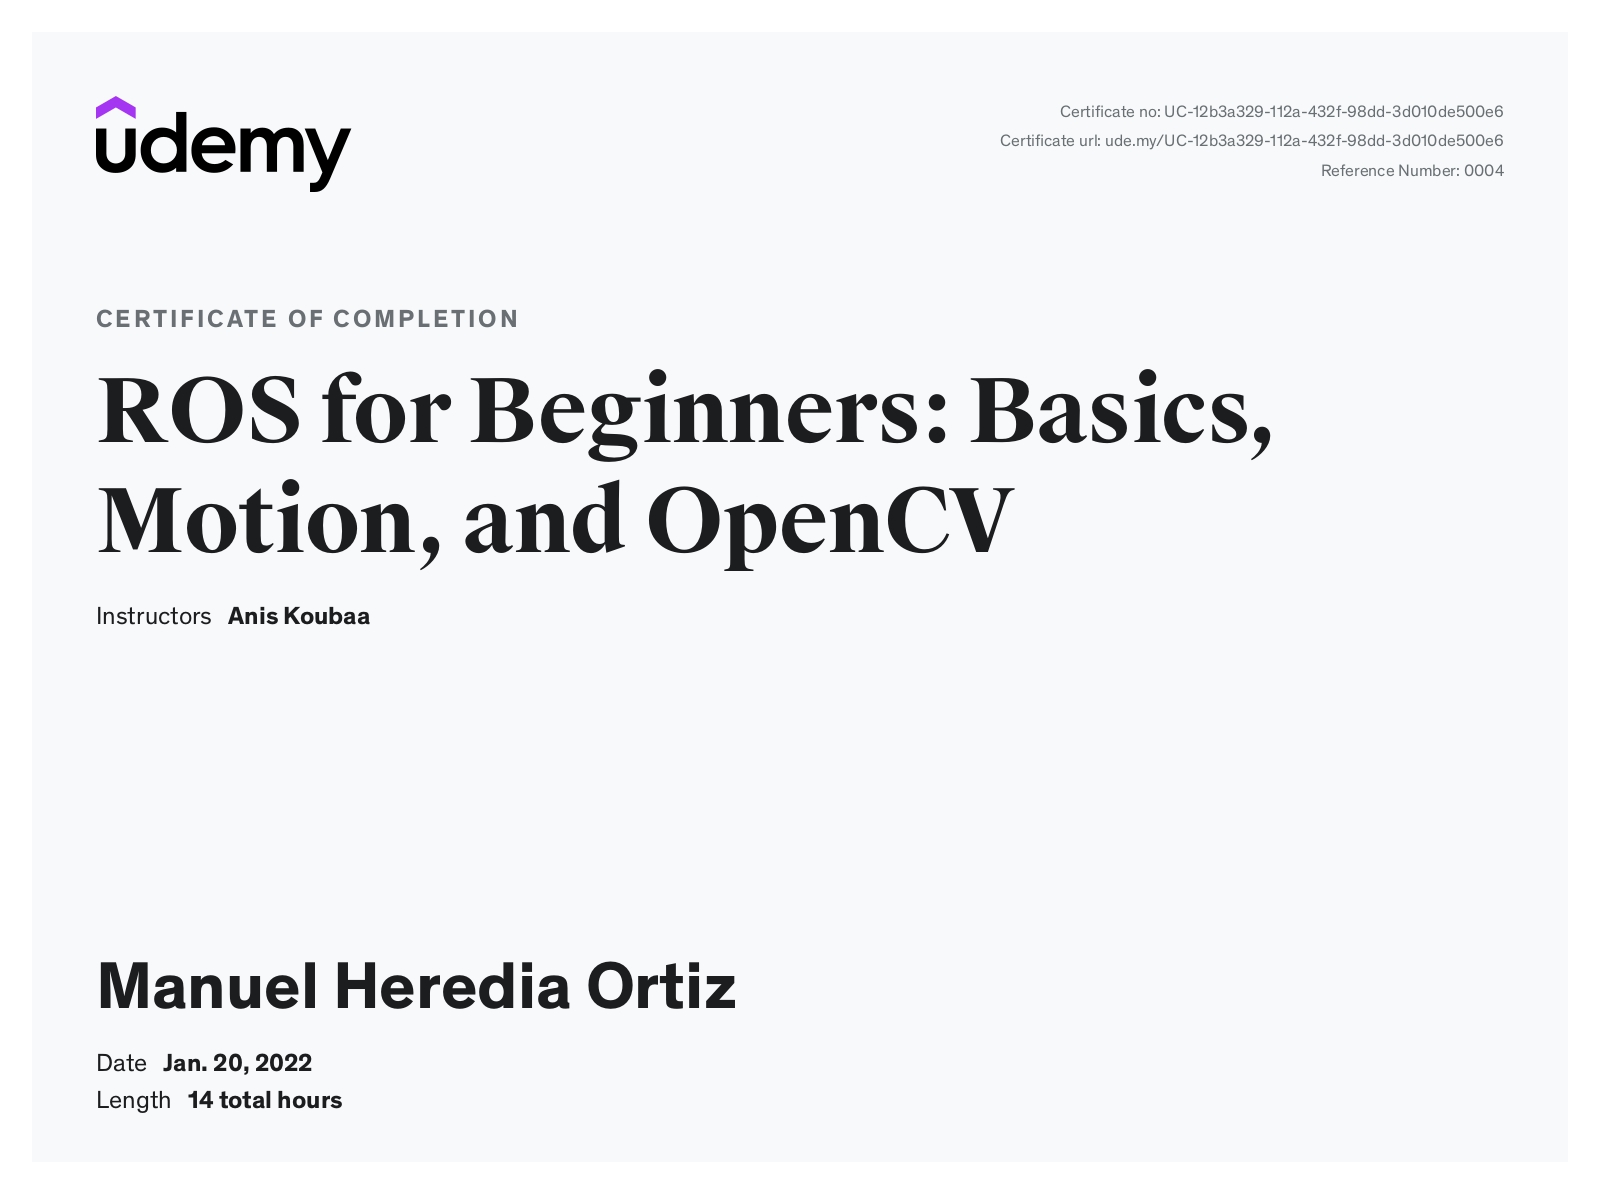 udemy
Certificate no: UC-12b3a329-112a-432f-98dd-3d010de500e6
Certificate url: ude.my/UC-12b3a329-112a-432f-98dd-3d010de500e6
Reference Number: 0004
CERTIFICATE OF COMPLETION
ROS for Beginners: Basics,
Motion, and OpenCV
Instructors Anis Koubaa
Manuel Heredia Ortiz
Date Jan. 20, 2022
Length 14 total hours